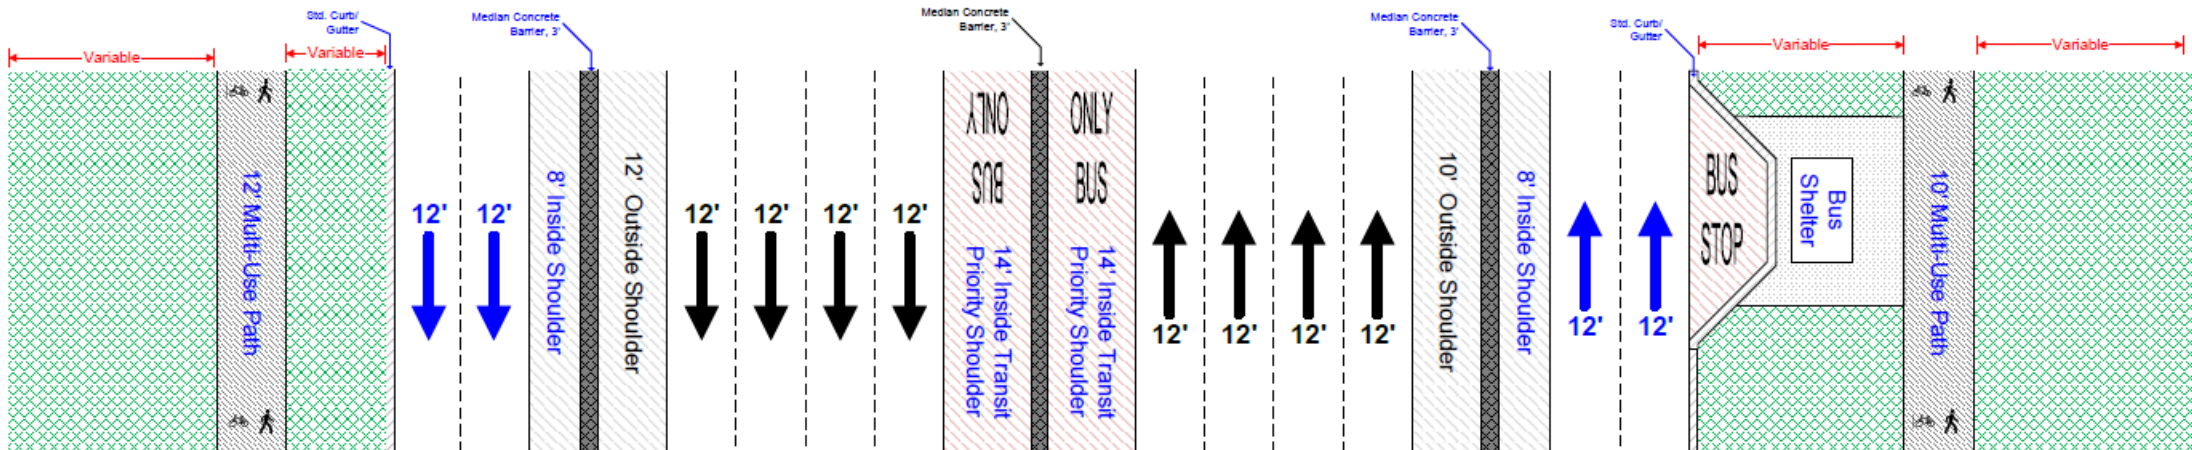 Std. Curb/
Gutter
Median Concrete
Barrier, 3'
Median Concrete
Barrier, 3'
Median Concrete
Barrier, 3'
Std. Curb/
Gutter
Variable
Variable
Variable
Variable
12' Multi-Use Path
12'
12'
8' Inside Shoulder
12' Outside Shoulder
12'
12'
12'
12'
ONLY
BUS
14' Inside Transit
Priority Shoulder
ONLY
BUS
14' Inside Transit
Priority Shoulder
12'
12'
12'
12'
10' Outside Shoulder
8' Inside Shoulder
12'
12'
BUS
STOP
Bus
Shelter
10' Multi-Use Path